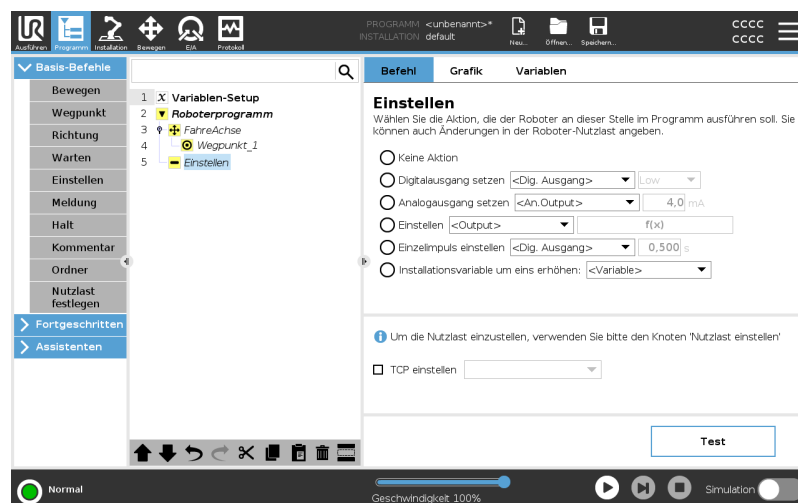 UR
PROGRAMM <unbenannt>*
INSTALLATION default
Ausführen Programm Installation Bewegen E/A Protokoll Neu... Öffnen... Speichern...
CCCC
CCCC
Basis-Befehle
Bewegen
Wegpunkt
Richtung
Warten
Einstellen
Meldung
Halt
Kommentar
Ordner
Nutzlast
festlegen
Fortgeschritten
Assistenten
1 X Variablen-Setup
2 Roboterprogramm
3 FahreAchse
4 Wegpunkt_1
5 Einstellen
Befehl Grafik Variablen
Einstellen
Wählen Sie die Aktion, die der Roboter an dieser Stelle im Programm ausführen soll. Sie
können auch Änderungen in der Roboter-Nutzlast angeben.
Keine Aktion
Digitalausgang setzen <Dig. Ausgang> Low
Analogausgang setzen <An.Output> 4,0 mA
Einstellen <Output> f(x)
Einzelimpuls einstellen <Dig. Ausgang> 0,500 s
Installationsvariable um eins erhöhen: <Variable>
Um die Nutzlast einzustellen, verwenden Sie bitte den Knoten 'Nutzlast einstellen'
TCP einstellen
Test
Normal
Geschwindigkeit 100%
Simulation